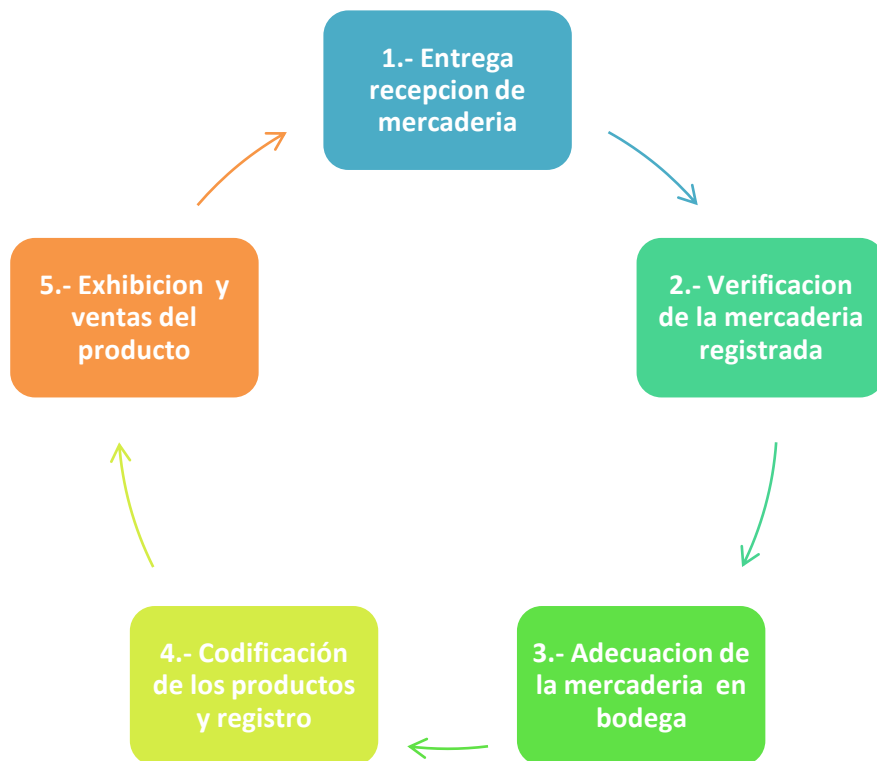 1.- Entrega
recepcion de
mercaderia
2.- Verificacion
de la mercaderia
registrada
3.- Adecuacion de
la mercaderia en
bodega
4.- Codificación
de los productos
y registro
5.- Exhibicion y
ventas del
producto